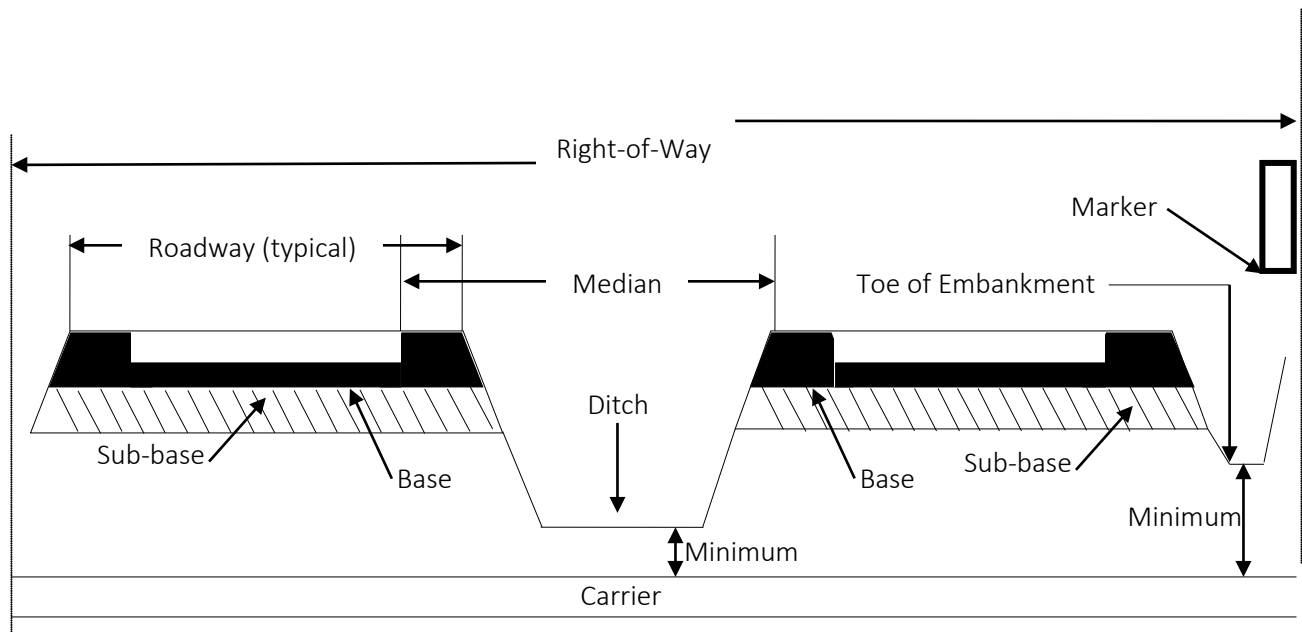 Right-of-Way
Marker
Roadway (typical)
Median
Toe of Embankment
Ditch
Sub-base
Base
Base
Sub-base
Minimum
Minimum
Carrier